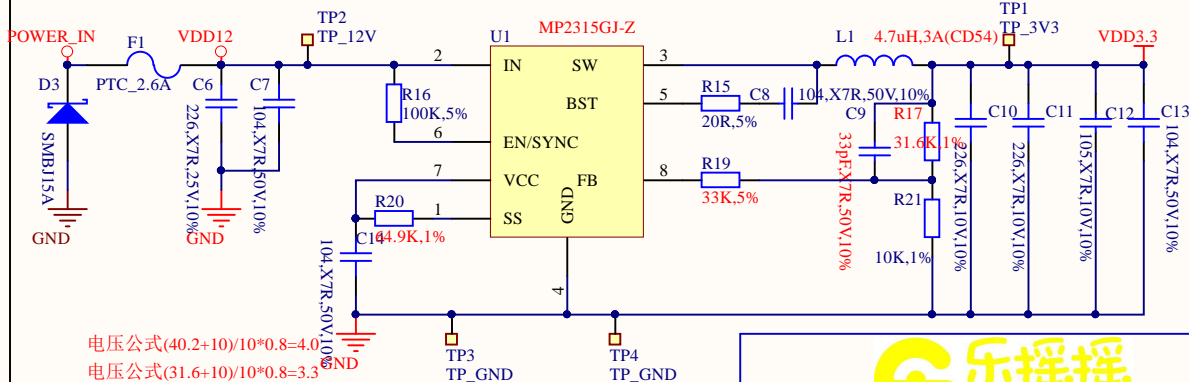 TP2
TP_12V
POWER_IN
F1
VDD12
PTC_2.6A
D3
SMBJ15A
GND
C6
226,X7R,25V,10%
C7
104,X7R,50V,10%
GND
R16
100K,5%
U1
MP2315GJ-Z
2
IN
6
EN/SYNC
7
VCC
1
SS
GND
4
SW
3
BST
5
FB
8
R20
64.9K,1%
C14
104,X7R,50V,10%
GND
R15
20R,5%
C8
104,X7R,50V,10%
L1
4.7uH,3A(CD54)
TP1
TP_3V3
VDD3.3
C9
33pF,X7R,50V,10%
R17
31.6K,1%
R19
33K,5%
R21
10K,1%
C10
226,X7R,10V,10%
C11
226,X7R,10V,10%
C12
105,X7R,10V,10%
C13
104,X7R,50V,10%
TP3
TP_GND
TP4
TP_GND
电压公式(40.2+10)/10*0.8=4.0
电压公式(31.6+10)/10*0.8=3.3
乐摇摇